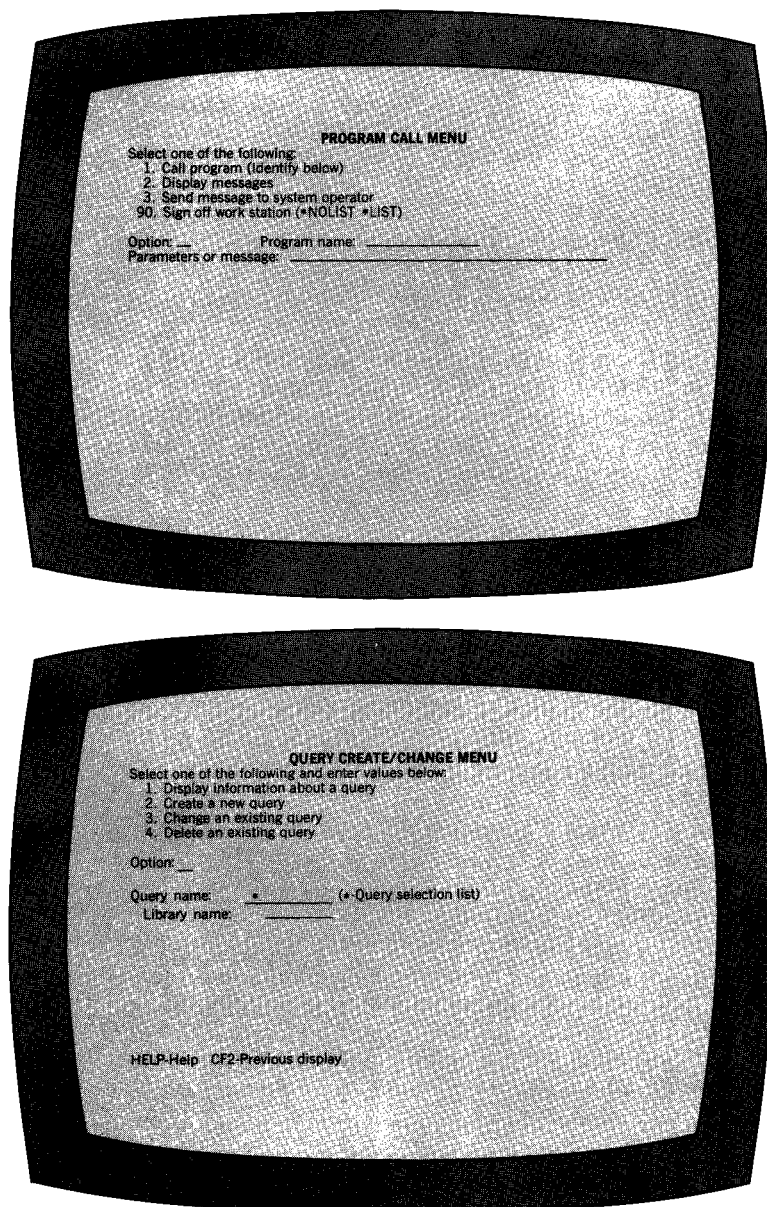 PROGRAM CALL MENU
Select one of the following:
1. Call program (identify below)
2. Display messages
3. Send message to system operator
90. Sign off work station (*NOLIST *LIST)
Option: __ Program name: ____________
Parameters or message: ____________
QUERY CREATE/CHANGE MENU
Select one of the following and enter values below:
1. Display information about a query
2. Create a new query
3. Change an existing query
4. Delete an existing query
Option: __
Query name: *__________ (*-Query selection list)
Library name: __________
HELP-Help CF2-Previous display